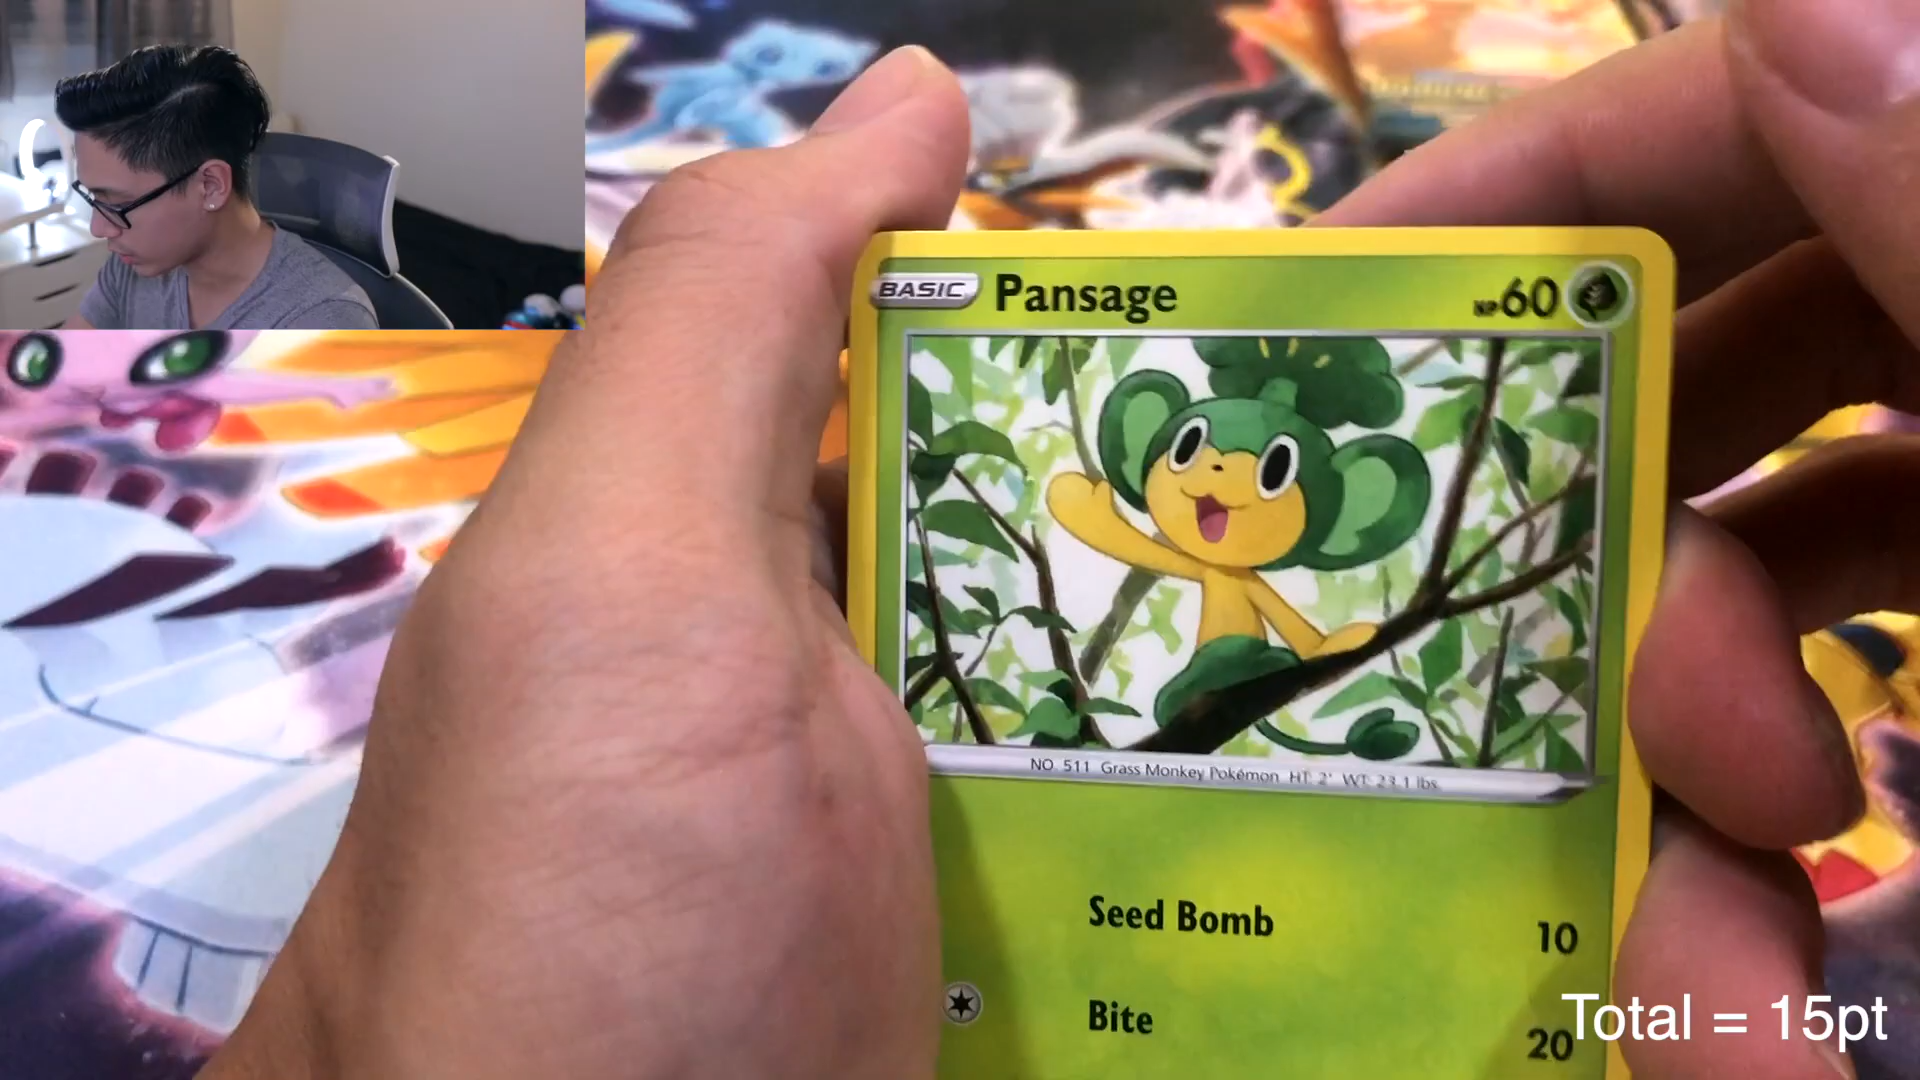 BASIC Pansage HP60
NO. 511 Grass Monkey Pokémon HT: 2' WT: 23.1 lbs.
Seed Bomb 10
Bite 20
Total = 15pt